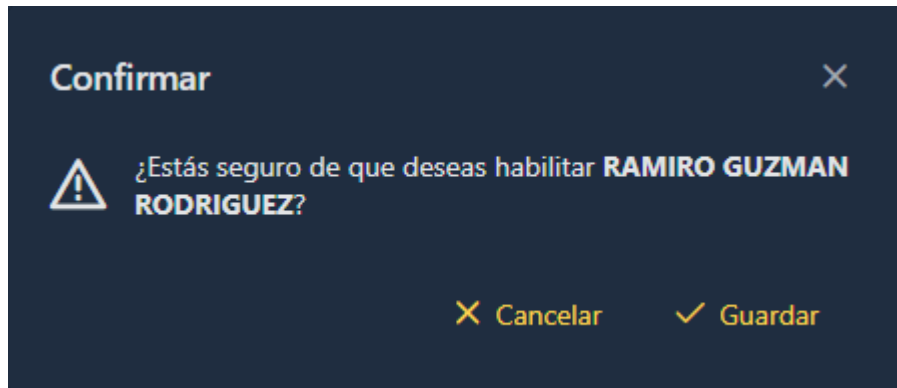 Confirmar
¿Estás seguro de que deseas habilitar RAMIRO GUZMAN
RODRIGUEZ?
Cancelar Guardar